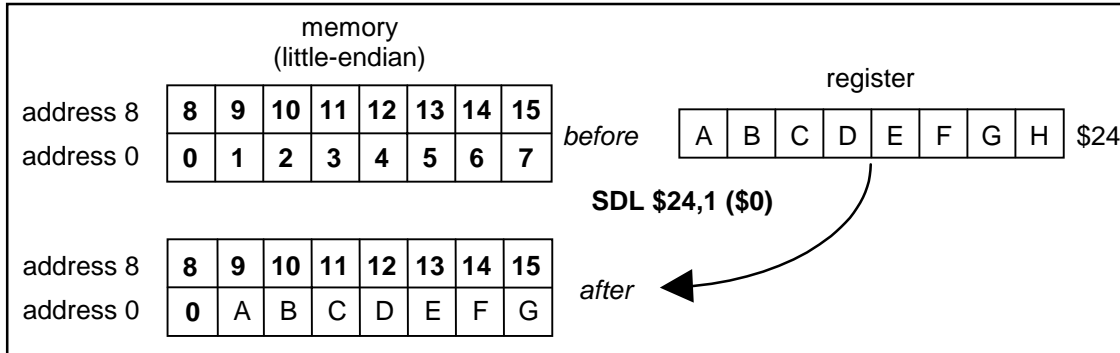 memory
(little-endian)
register
address 8 8 9 10 11 12 13 14 15
address 0 0 1 2 3 4 5 6 7
before A B C D E F G H $24
SDL $24,1 ($0)
address 8 8 9 10 11 12 13 14 15
address 0 0 A B C D E F G
after